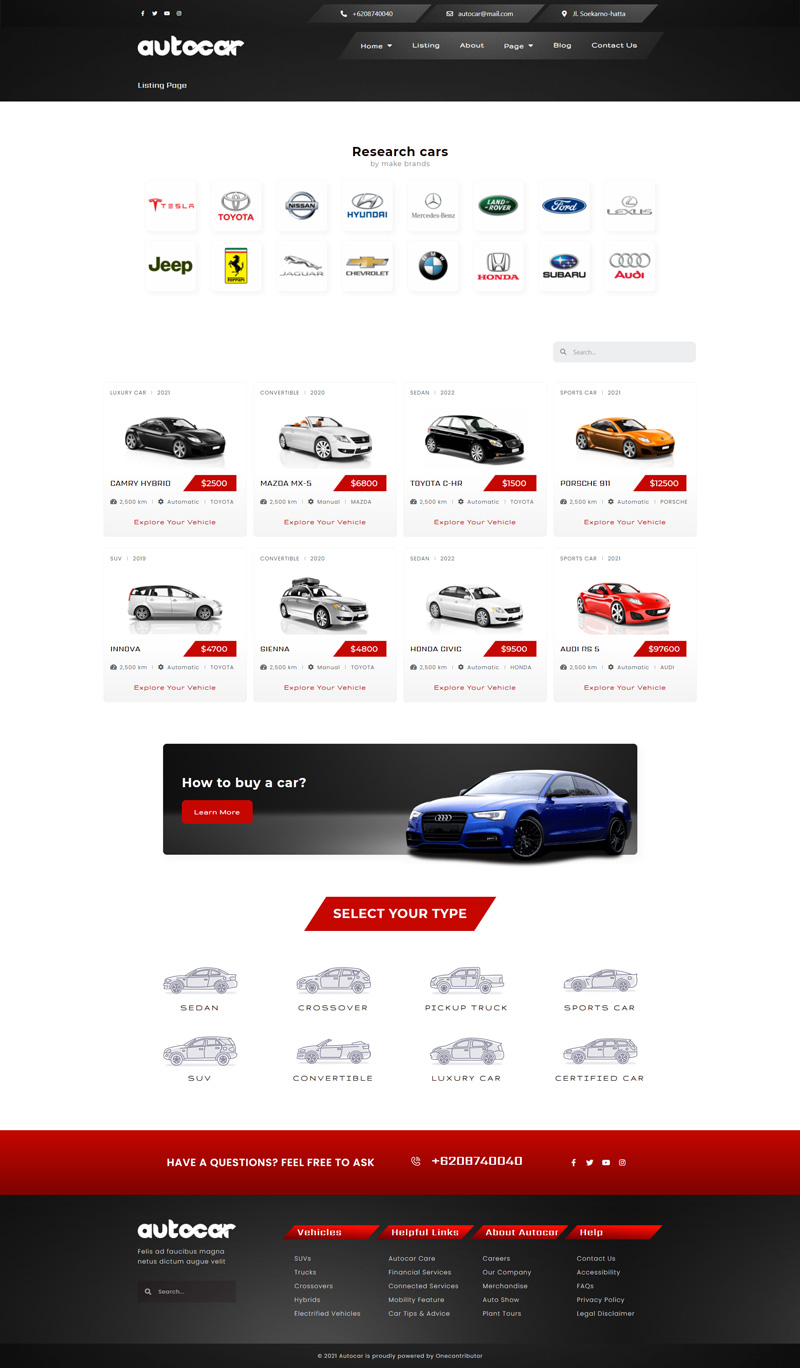 +6208740040 autocar@mail.com Jl. Soekarno-hatta
autocar Home Listing About Page Blog Contact Us
Listing Page
Research cars
by make brands
TESLA TOYOTA NISSAN HYUNDAI Mercedes-Benz LAND ROVER Ford LEXUS
Jeep Ferrari JAGUAR CHEVROLET BMW HONDA SUBARU Audi
Search...
LUXURY CAR | 2021 CONVERTIBLE | 2020 SEDAN | 2022 SPORTS CAR | 2021
CAMRY HYBRID $2500 MAZDA MX-5 $6800 TOYOTA C-HR $1500 PORSCHE 911 $12500
2,500 km | Automatic | TOYOTA 2,500 km | Manual | MAZDA 2,500 km | Automatic | TOYOTA 2,500 km | Automatic | PORSCHE
Explore Your Vehicle Explore Your Vehicle Explore Your Vehicle Explore Your Vehicle
SUV | 2019 CONVERTIBLE | 2020 SEDAN | 2022 SPORTS CAR | 2021
INNOVA $4700 SIENNA $4800 HONDA CIVIC $9500 AUDI RS 5 $97600
2,500 km | Automatic | TOYOTA 2,500 km | Manual | TOYOTA 2,500 km | Automatic | HONDA 2,500 km | Automatic | AUDI
Explore Your Vehicle Explore Your Vehicle Explore Your Vehicle Explore Your Vehicle
How to buy a car?
Learn More
SELECT YOUR TYPE
SEDAN CROSSOVER PICKUP TRUCK SPORTS CAR
SUV CONVERTIBLE LUXURY CAR CERTIFIED CAR
HAVE A QUESTIONS? FEEL FREE TO ASK +6208740040
autocar Vehicles Helpful Links About Autocar Help
Felis ad faucibus magna
netus dictum augue velit
Search...
SUVs Autocar Care Careers Contact Us
Trucks Financial Services Our Company Accessibility
Crossovers Connected Services Merchandise FAQs
Hybrids Mobility Feature Auto Show Privacy Policy
Electrified Vehicles Car Tips & Advice Plant Tours Legal Disclaimer
© 2021 Autocar is proudly powered by Onecontributor